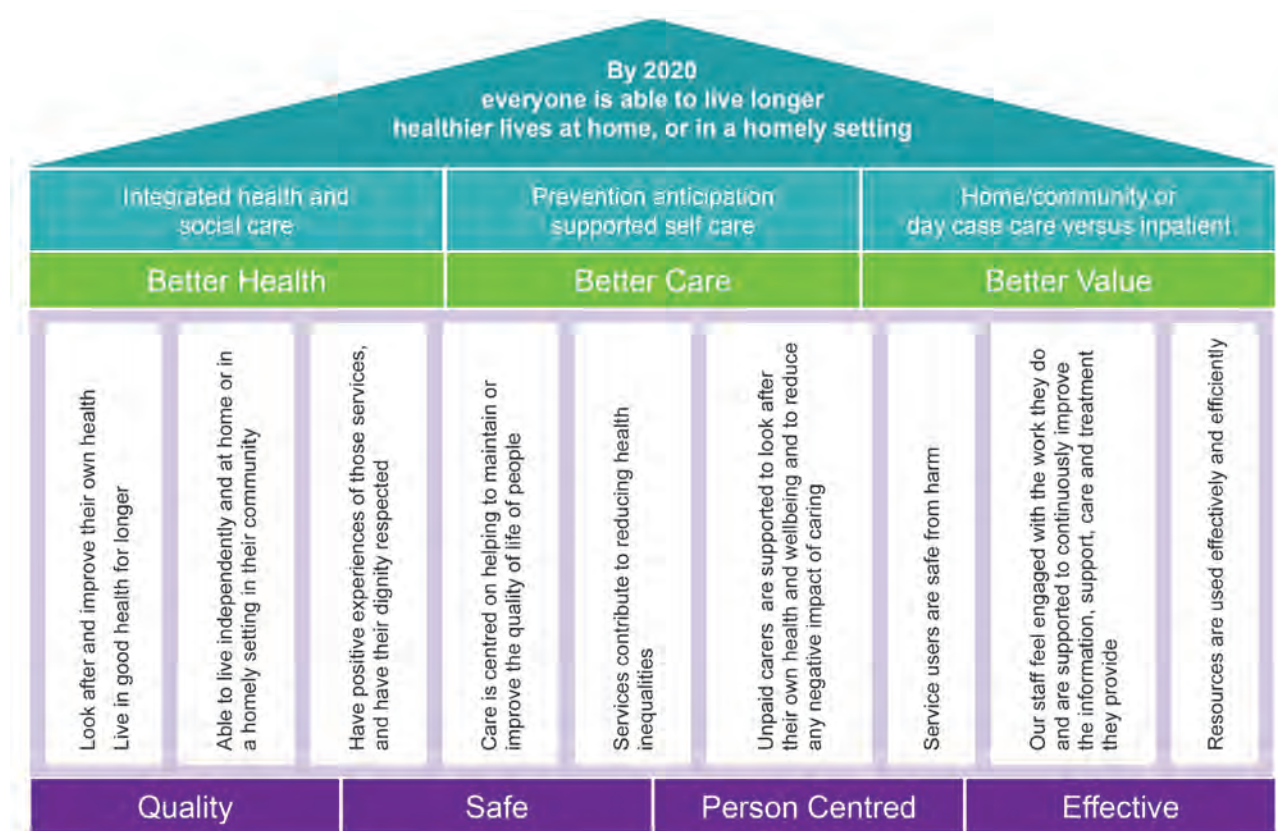 By 2020
everyone is able to live longer
healthier lives at home, or in a homely setting
Integrated health and
social care
Prevention anticipation
supported self care
Home/community or
day case care versus inpatient
Better Health
Better Care
Better Value
Look after and improve their own health
Live in good health for longer
Able to live independently and at home or in
a homely setting in their community
Have positive experiences of those services,
and have their dignity respected
Care is centred on helping to maintain or
improve the quality of life of people
Services contribute to reducing health
inequalities
Unpaid carers are supported to look after
their own health and wellbeing and to reduce
any negative impact of caring
Service users are safe from harm
Our staff feel engaged with the work they do
and are supported to continuously improve
the information, support, care and treatment
they provide
Resources are used effectively and efficiently
Quality
Safe
Person Centred
Effective